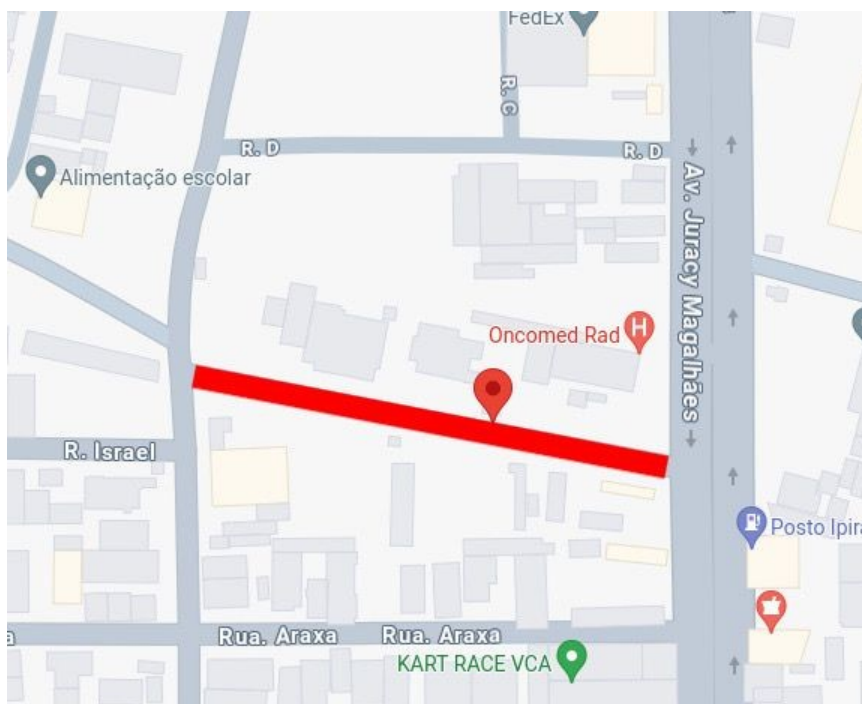 FedEx
R. C
R. D
R. D
Alimentação escolar
Av. Juracy Magalhães
Oncomed Rad
H
R. Israel
Posto Ipira
a
Rua. Araxa
Rua. Araxa
KART RACE VCA